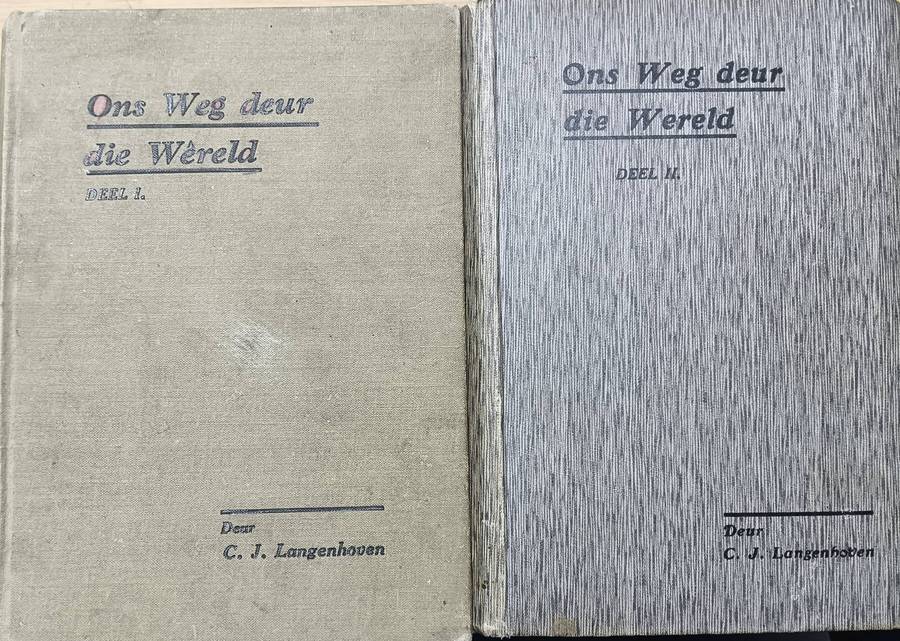 Ons Weg deur
die Wêreld
DEEL I.
Deur
C. J. Langenhoven
Ons Weg deur
die Wereld
DEEL II.
Deur
C. J. Langenhoven